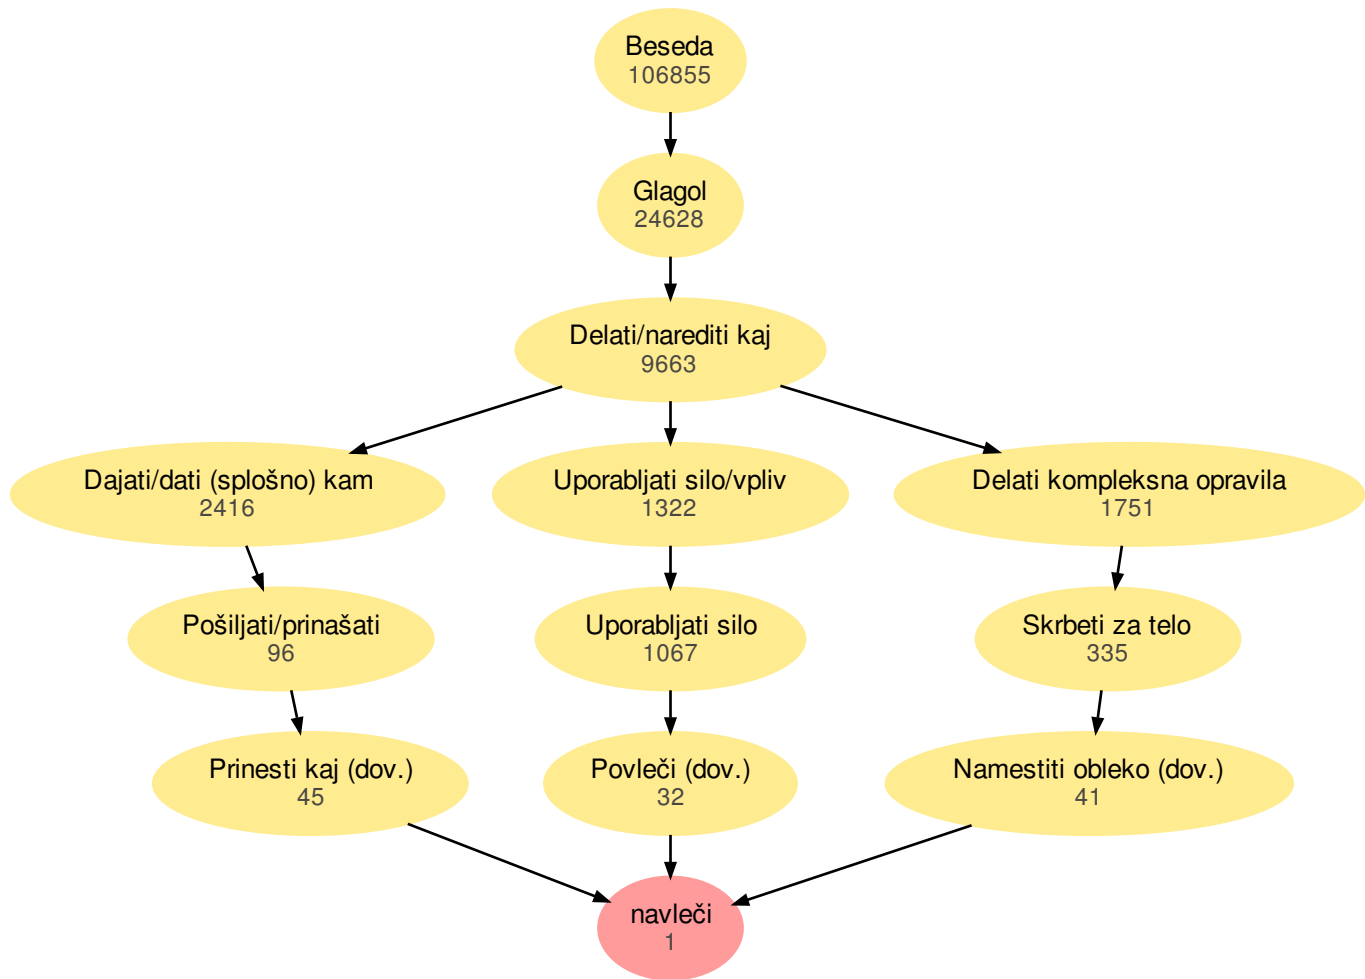 Beseda
106855
Glagol
24628
Delati/narediti kaj
9663
Dajati/dati (splošno) kam
2416
Uporabljati silo/vpliv
1322
Delati kompleksna opravila
1751
Pošiljati/prinašati
96
Uporabljati silo
1067
Skrbeti za telo
335
Prinesti kaj (dov.)
45
Povleči (dov.)
32
Namestiti obleko (dov.)
41
navleči
1